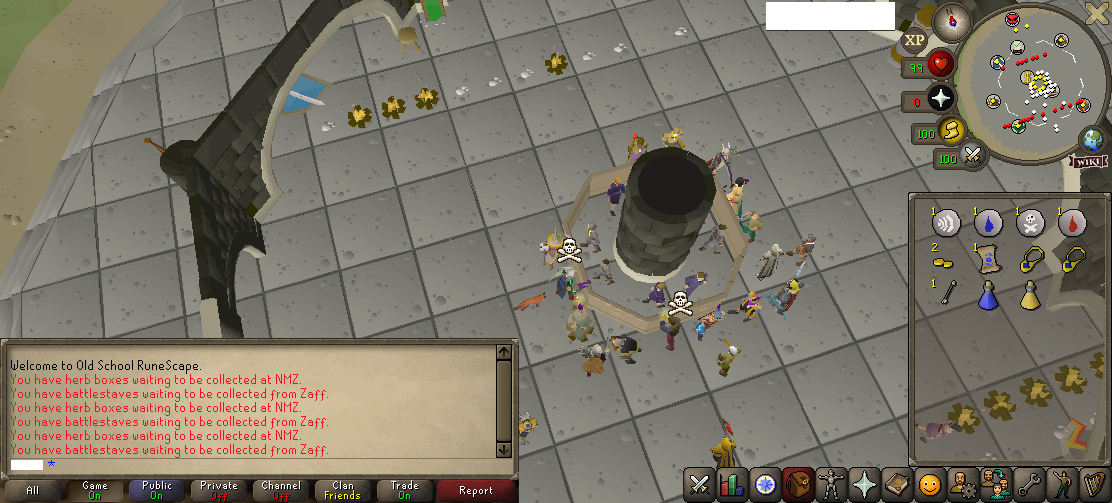 XP
99
0
100
100
WIKI
1
1
1
1
2
1
1
Welcome to Old School RuneScape.
You have herb boxes waiting to be collected at NMZ.
You have battlestaves waiting to be collected from Zaff.
You have herb boxes waiting to be collected at NMZ.
You have battlestaves waiting to be collected from Zaff.
You have herb boxes waiting to be collected at NMZ.
You have battlestaves waiting to be collected from Zaff.
*
All
Game
On
Public
On
Private
Off
Channel
Off
Clan
Friends
Trade
On
Report